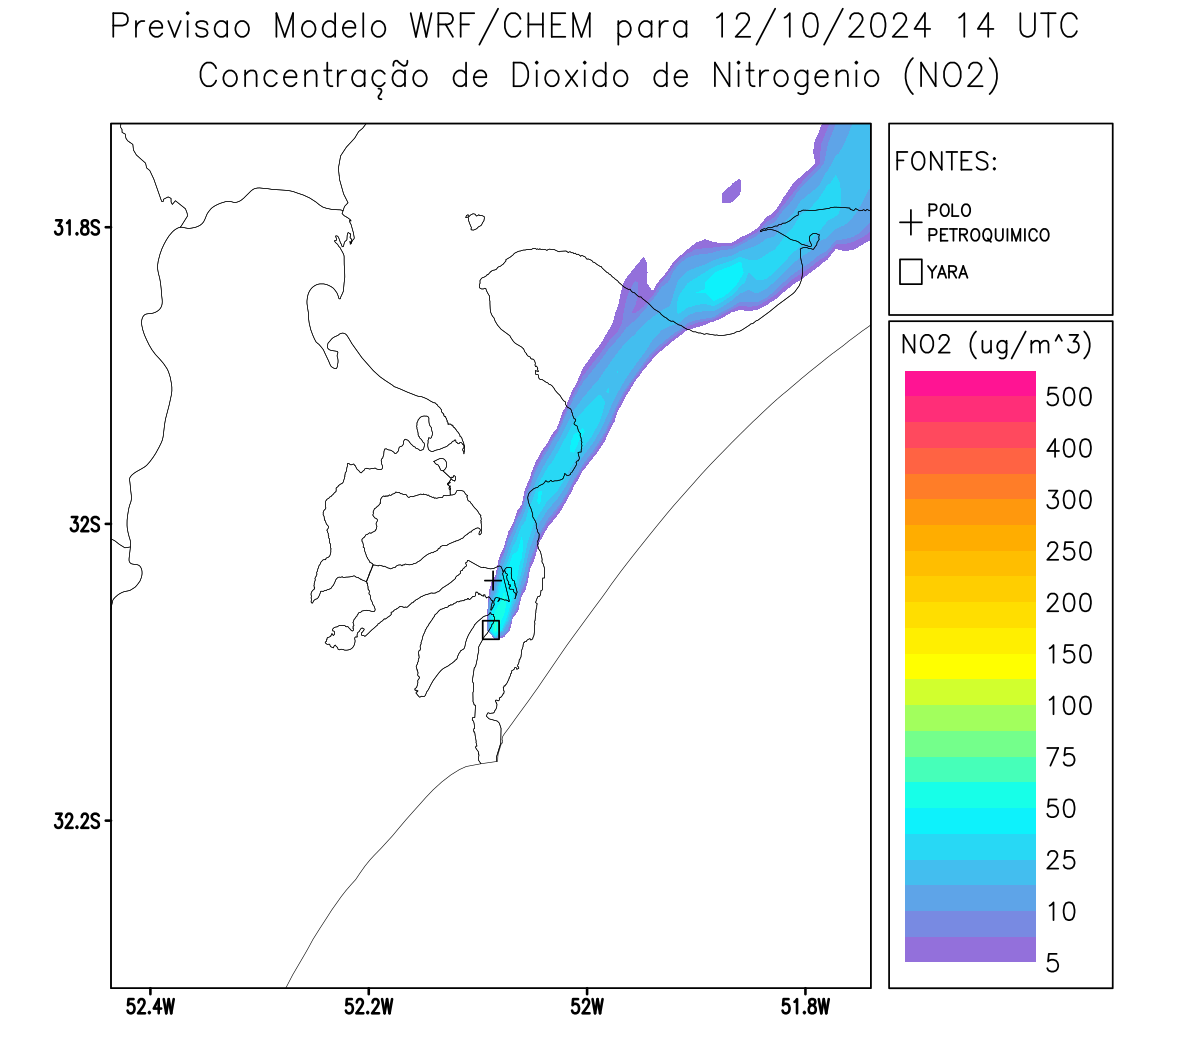 Previsao Modelo WRF/CHEM para 12/10/2024 14 UTC
Concentração de Dioxido de Nitrogenio (NO2)
FONTES:
POLO
PETROQUIMICO
YARA
NO2 (ug/m^3)
500
400
300
250
200
150
100
75
50
25
10
5
31.8S
32S
32.2S
52.4W
52.2W
52W
51.8W